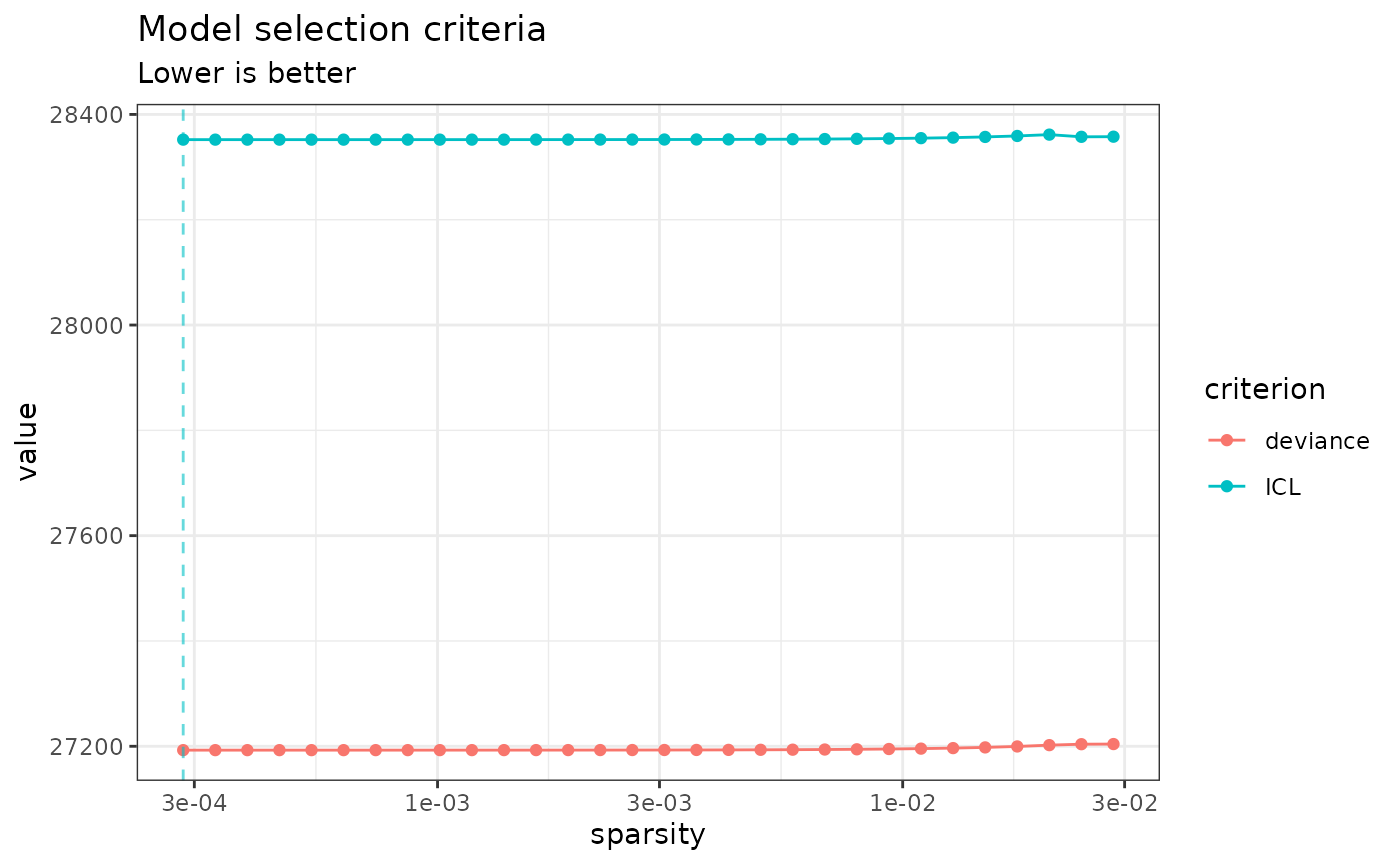 Model selection criteria
Lower is better
28400
28000
27600
27200
value
3e-04
1e-03
3e-03
1e-02
3e-02
sparsity
criterion
deviance
ICL